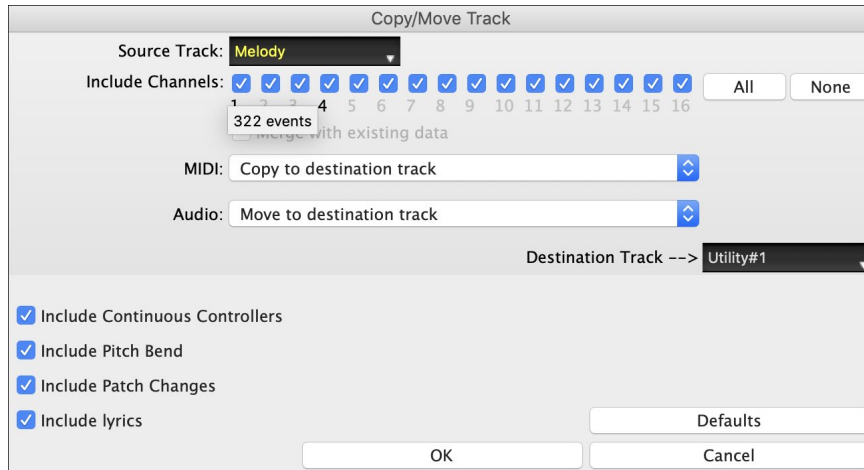 Copy/Move Track
Source Track: Melody
Include Channels: All None
1 2 3 4 5 6 7 8 9 10 11 12 13 14 15 16
322 events
Merge with existing data
MIDI: Copy to destination track
Audio: Move to destination track
Destination Track --> Utility#1
Include Continuous Controllers
Include Pitch Bend
Include Patch Changes
Include lyrics Defaults
OK Cancel